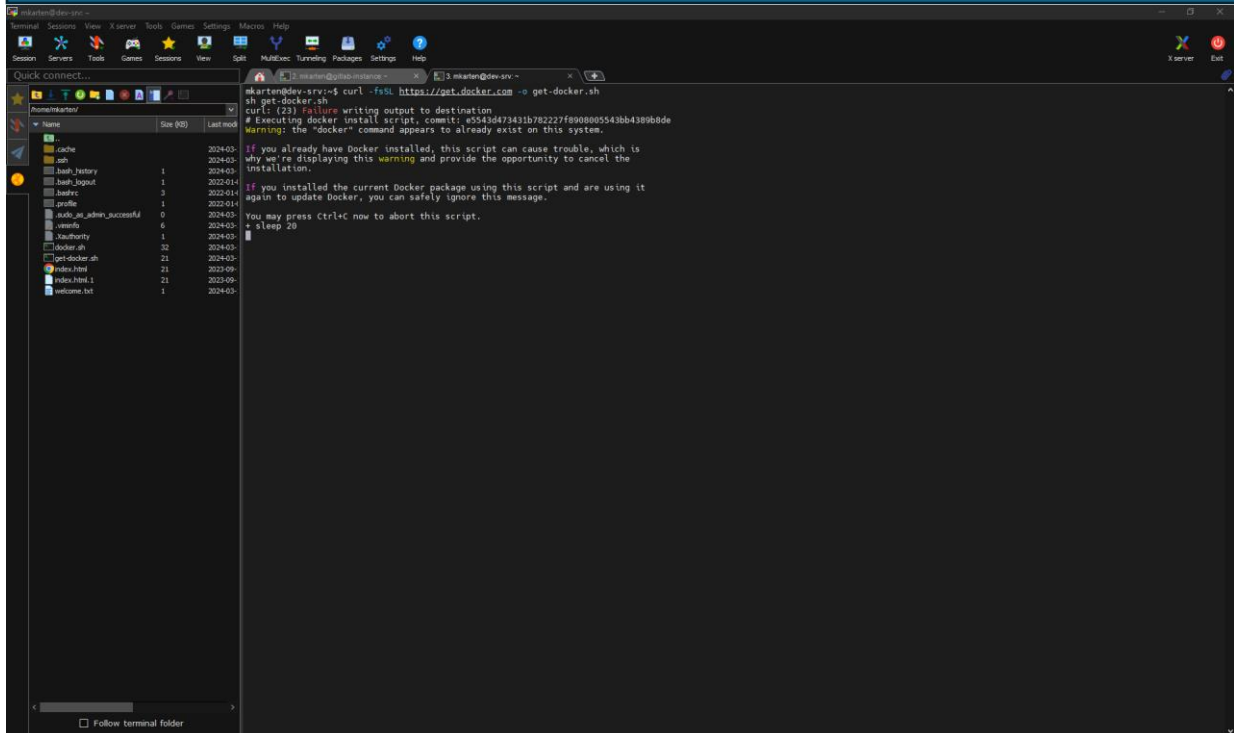 mkarten@dev-srv: ~
Terminal Sessions View X server Tools Games Settings Macros Help
Session Servers Tools Games Sessions View Split MultiExec Tunneling Packages Settings Help X server Exit
Quick connect...
2. mkarten@gitlab-instance: ~
3. mkarten@dev-srv: ~
/home/mkarten/
Name Size (KB) Last modi
..
.cache 2024-03-
.ssh 2024-03-
.bash_history 1 2024-03-
.bash_logout 1 2022-01-
.bashrc 3 2022-01-
.profile 1 2022-01-
.sudo_as_admin_successful 0 2024-03-
.viminfo 6 2024-03-
.Xauthority 1 2024-03-
docker.sh 32 2024-03-
get-docker.sh 21 2024-03-
index.html 21 2023-09-
index.html.1 21 2023-09-
welcome.txt 1 2024-03-
Follow terminal folder
mkarten@dev-srv:~$ curl -fsSL https://get.docker.com -o get-docker.sh
sh get-docker.sh
curl: (23) Failure writing output to destination
# Executing docker install script, commit: e5543d473431b782227f8908005543bb4389b8de
Warning: the "docker" command appears to already exist on this system.
If you already have Docker installed, this script can cause trouble, which is
why we're displaying this warning and provide the opportunity to cancel the
installation.
If you installed the current Docker package using this script and are using it
again to update Docker, you can safely ignore this message.
You may press Ctrl+C now to abort this script.
+ sleep 20